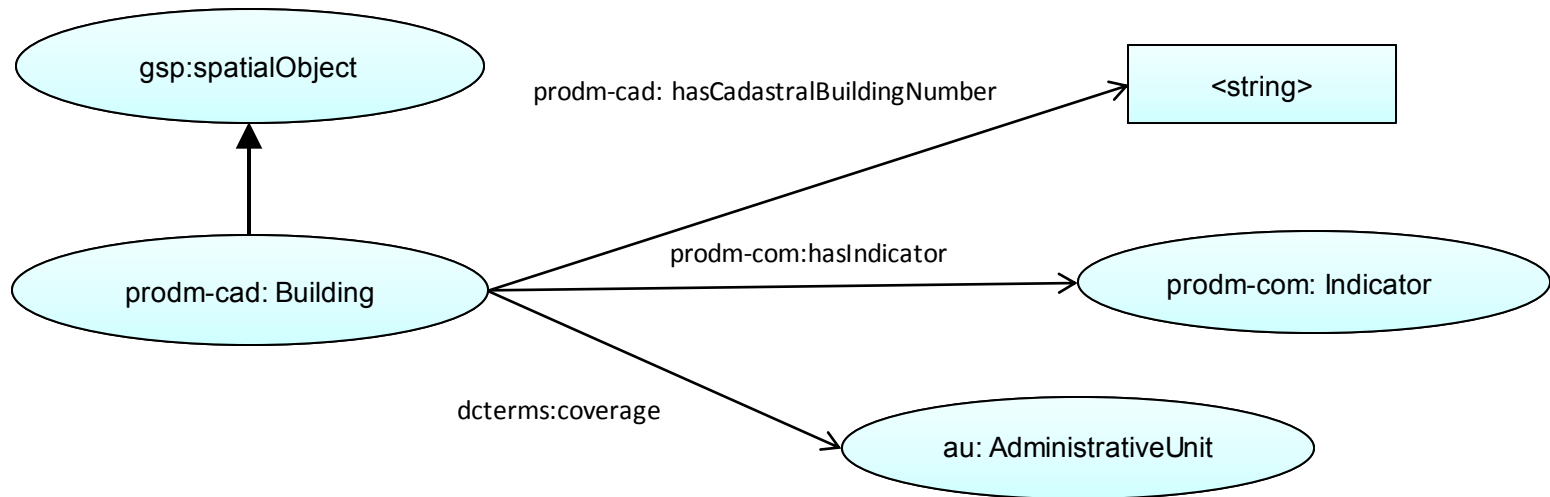 gsp:spatialObject
prodm-cad: hasCadastralBuildingNumber
<string>
prodm-com:hasIndicator
prodm-cad: Building
prodm-com: Indicator
dcterms:coverage
au: AdministrativeUnit